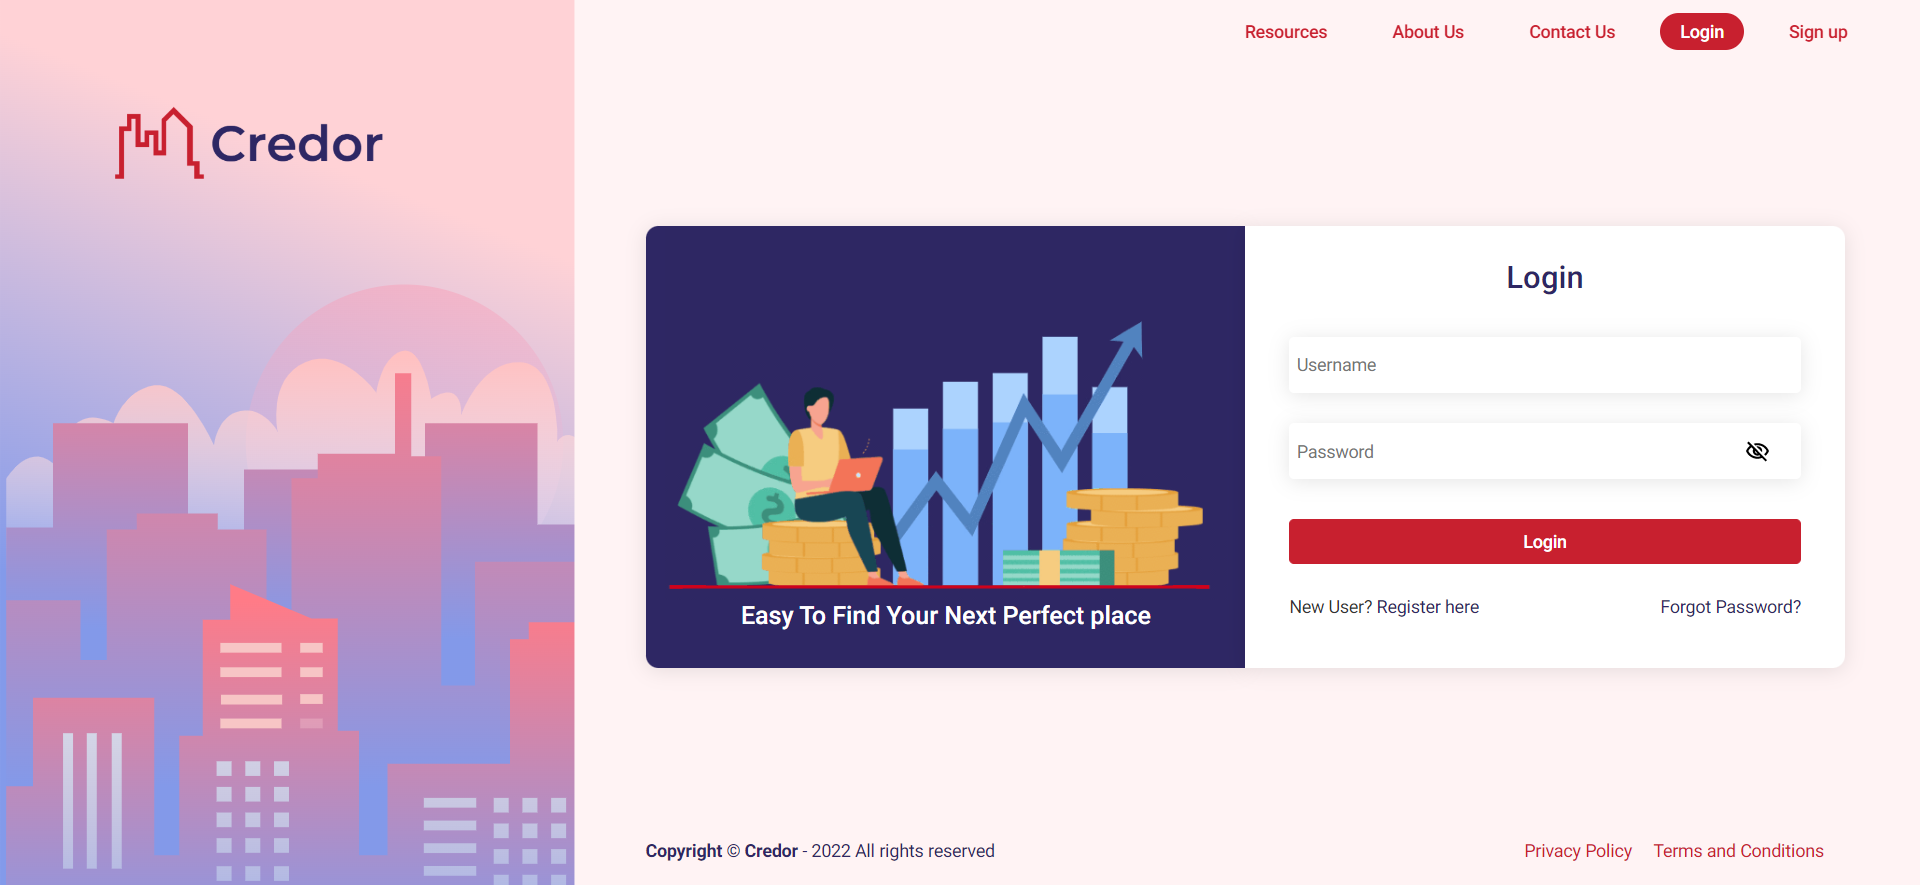 Resources
About Us
Contact Us
Login
Sign up
Credor
Login
Username
Password
Login
New User? Register here
Forgot Password?
$
Easy To Find Your Next Perfect place
Copyright © Credor - 2022 All rights reserved
Privacy Policy
Terms and Conditions